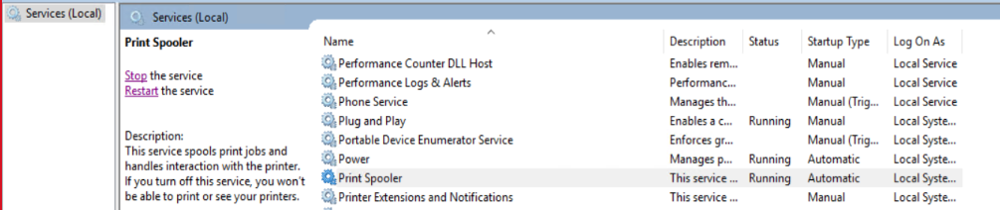 Services (Local)
Services (Local)
Print Spooler
Stop the service
Restart the service
Description:
This service spools print jobs and
handles interaction with the printer.
If you turn off this service, you won't
be able to print or see your printers.
Name Description Status Startup Type Log On As
Performance Counter DLL Host Enables rem... Manual Local Service
Performance Logs & Alerts Performanc... Manual Local Service
Phone Service Manages th... Manual (Trig... Local Service
Plug and Play Enables a c... Running Manual Local Syste...
Portable Device Enumerator Service Enforces gr... Manual (Trig... Local Syste...
Power Manages p... Running Automatic Local Syste...
Print Spooler This service ... Running Automatic Local Syste...
Printer Extensions and Notifications This service ... Manual Local Syste...